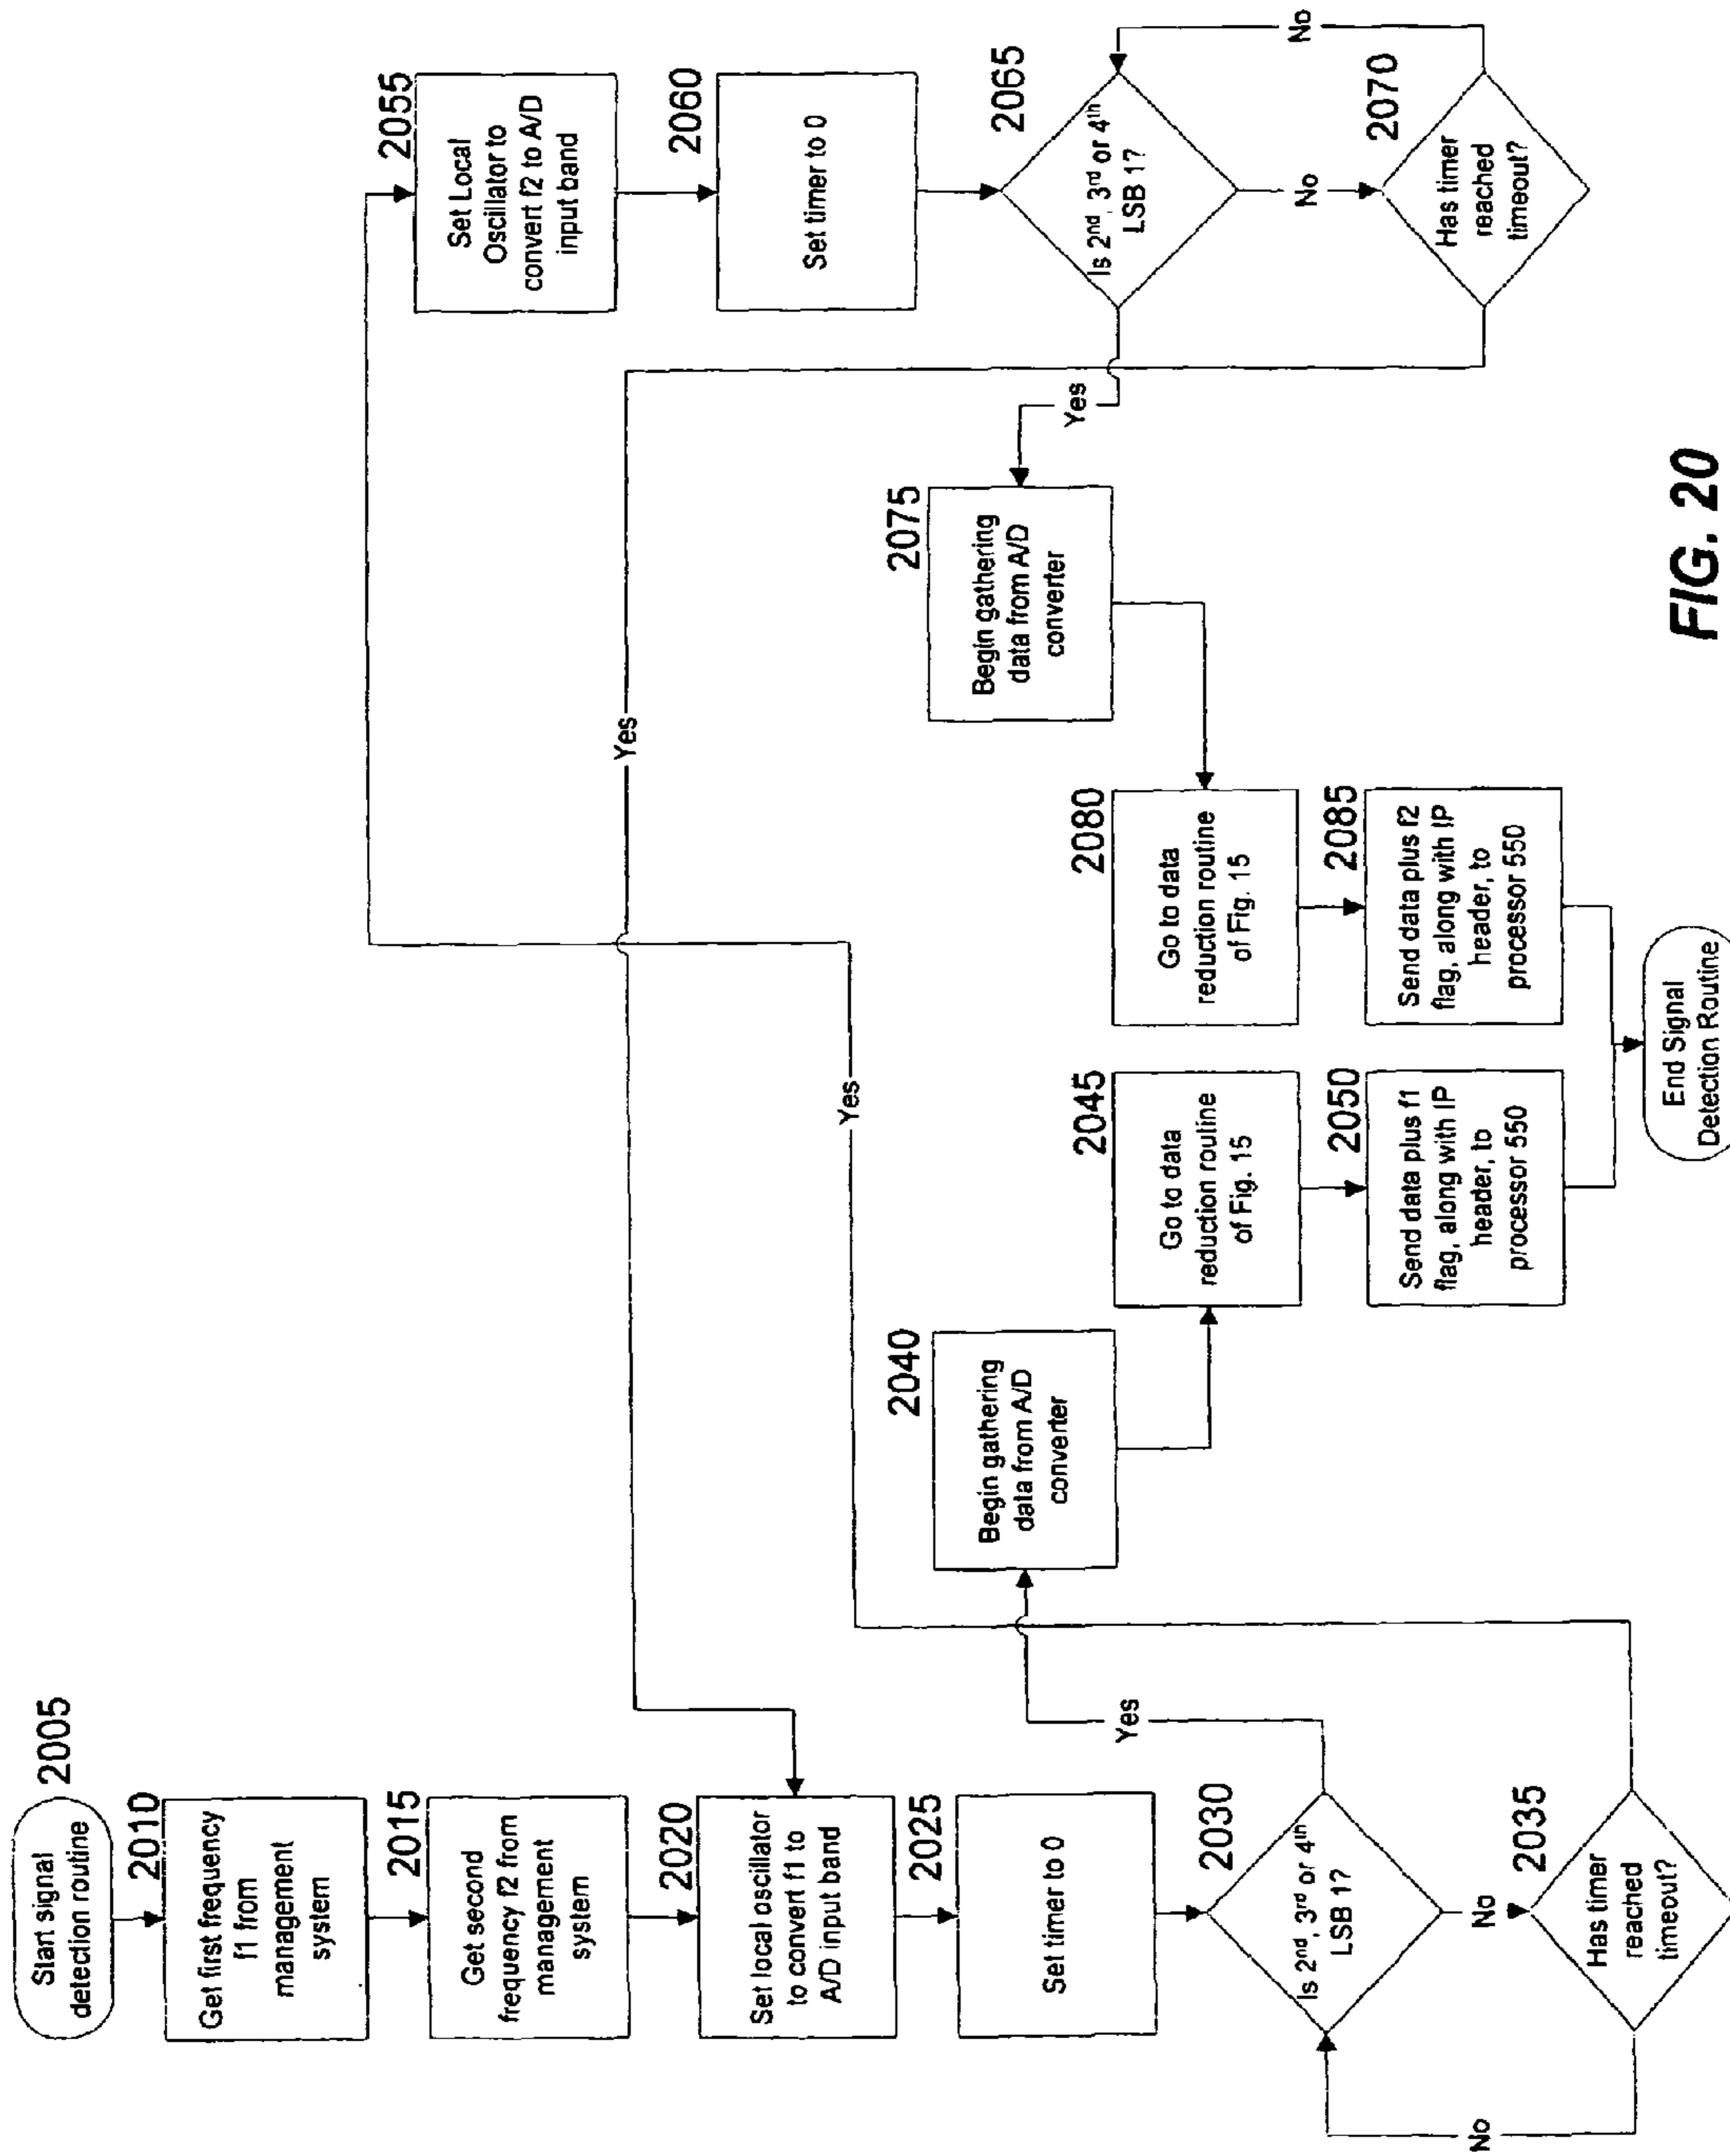 2005
Start signal
detection routine
2010
Get first frequency
f1 from
management
system
2015
Get second
frequency f2 from
management
system
2020
Set local oscillator
to convert f1 to
A/D input band
2025
Set timer to 0
2030
Is 2nd, 3rd or 4th
LSB 1?
Yes
No
2035
Has timer
reached
timeout?
No
Yes
2040
Begin gathering
data from A/D
converter
2045
Go to data
reduction routine
of Fig. 15
2050
Send data plus f1
flag, along with IP
header, to
processor 550
2055
Set Local
Oscillator to
convert f2 to A/D
input band
2060
Set timer to 0
2065
Is 2nd, 3rd or 4th
LSB 1?
Yes
No
2070
Has timer
reached
timeout?
No
Yes
2075
Begin gathering
data from A/D
converter
2080
Go to data
reduction routine
of Fig. 15
2085
Send data plus f2
flag, along with IP
header, to
processor 550
End Signal
Detection Routine
FIG. 20